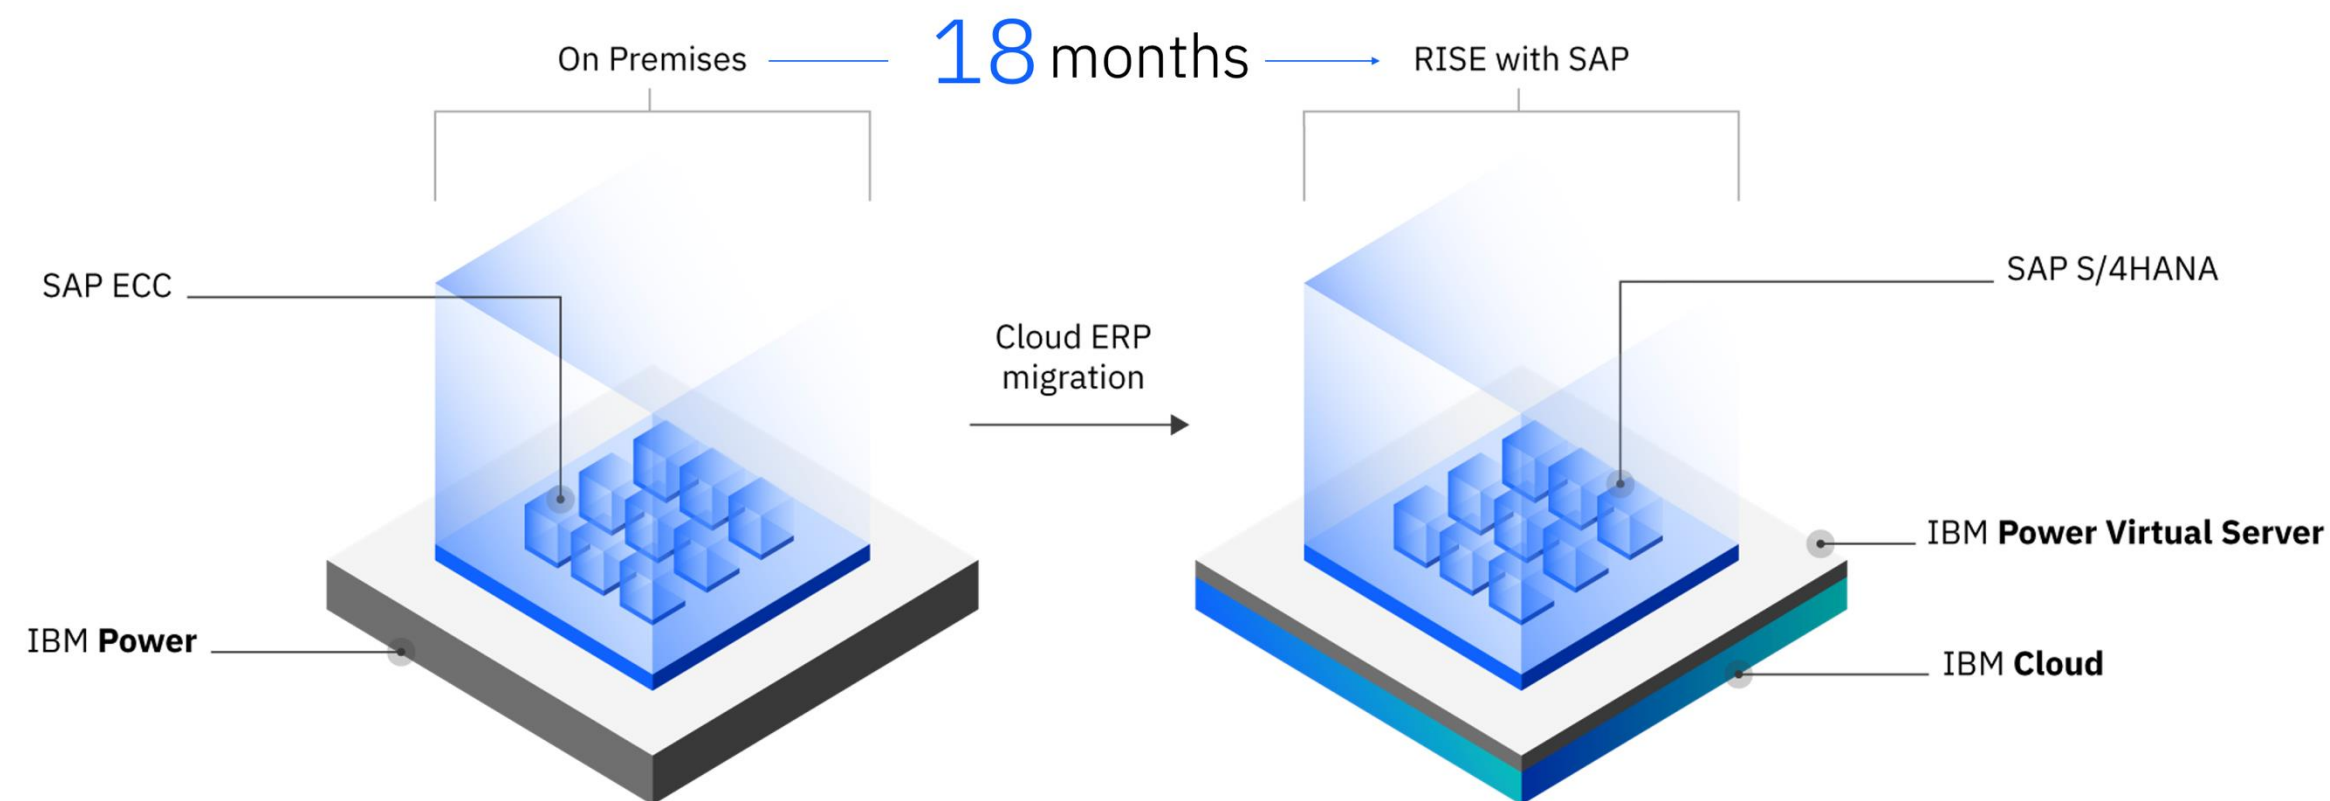 On Premises
18 months
RISE with SAP
SAP ECC
SAP S/4HANA
Cloud ERP
migration
IBM Power Virtual Server
IBM Power
IBM Cloud